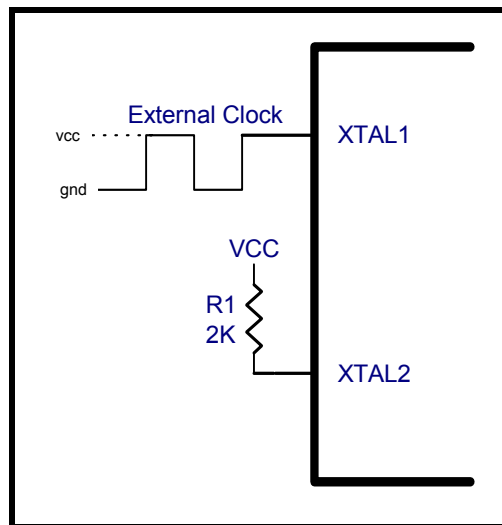 External Clock
vcc
XTAL1
gnd
VCC
R1
2K
XTAL2